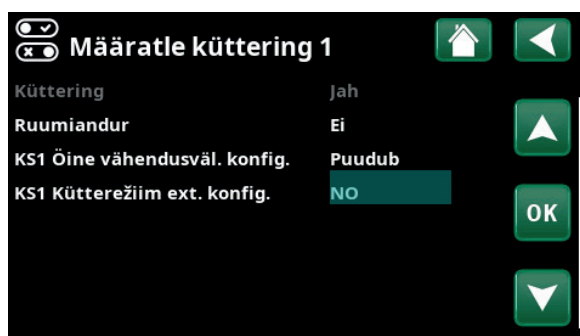 Määratle küttering 1
Küttering Jah
Ruumiandur Ei
KS1 Öine vähendusväl. konfig. Puudub
KS1 Kütterežiim ext. konfig. NO
OK